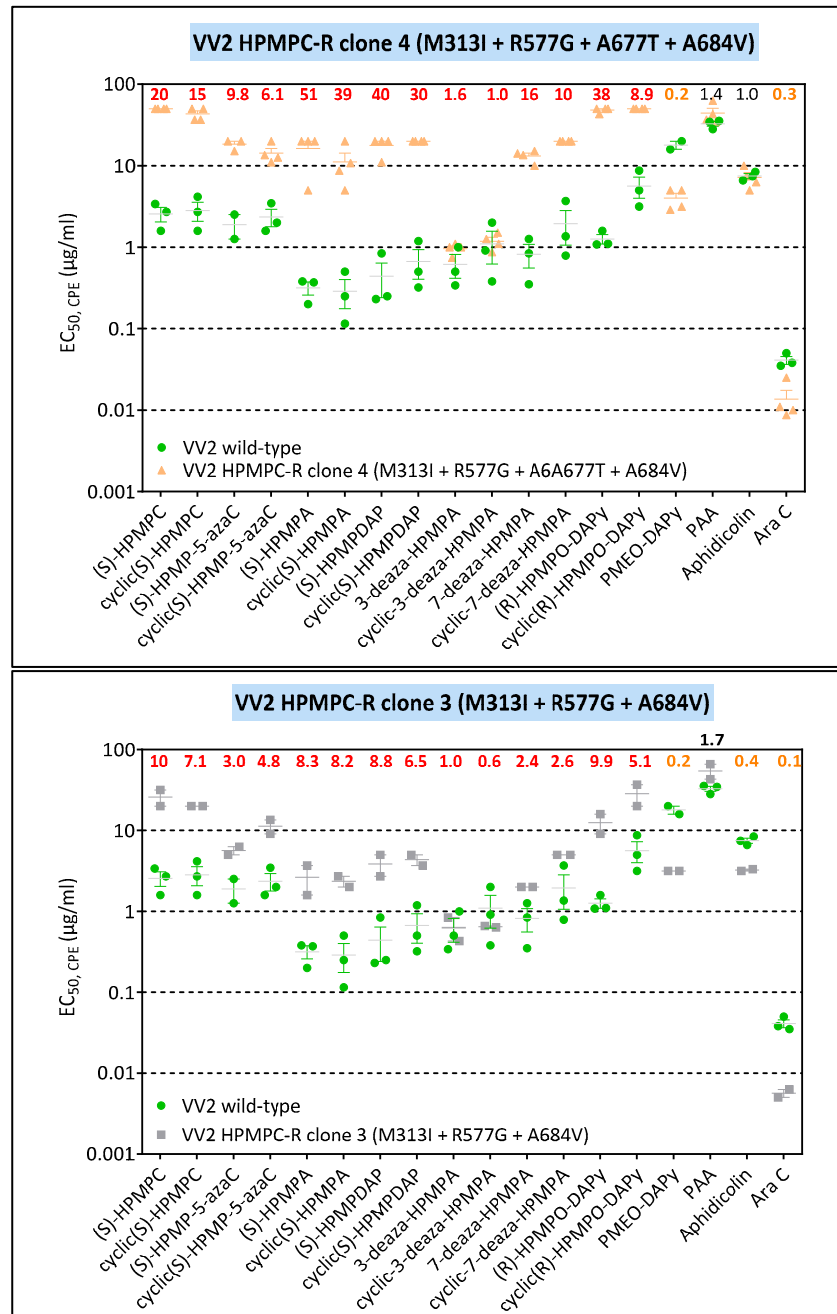 VV2 HPMPC-R clone 4 (M313I + R577G + A677T + A684V)
100
20 15 9.8 6.1 51 39 40 30 1.6 1.0 16 10 38 8.9 0.2 1.4 1.0 0.3
10
1
0.1
0.01
0.001
EC50, CPE (µg/ml)
VV2 wild-type
VV2 HPMPC-R clone 4 (M313I + R577G + A6A677T + A684V)
(S)-HPMPC
cyclic(S)-HPMPC
(S)-HPMP-5-azaC
cyclic(S)-HPMP-5-azaC
(S)-HPMPA
cyclic(S)-HPMPA
(S)-HPMPDAP
cyclic(S)-HPMPDAP
3-deaza-HPMPA
cyclic-3-deaza-HPMPA
7-deaza-HPMPA
cyclic-7-deaza-HPMPA
(R)-HPMPO-DAPy
cyclic(R)-HPMPO-DAPy
PMEO-DAPy
PAA
Aphidicolin
Ara C
VV2 HPMPC-R clone 3 (M313I + R577G + A684V)
1.7
100
10 7.1 3.0 4.8 8.3 8.2 8.8 6.5 1.0 0.6 2.4 2.6 9.9 5.1 0.2 0.4 0.1
10
1
0.1
0.01
0.001
EC50, CPE (µg/ml)
VV2 wild-type
VV2 HPMPC-R clone 3 (M313I + R577G + A684V)
(S)-HPMPC
cyclic(S)-HPMPC
(S)-HPMP-5-azaC
cyclic(S)-HPMP-5-azaC
(S)-HPMPA
cyclic(S)-HPMPA
(S)-HPMPDAP
cyclic(S)-HPMPDAP
3-deaza-HPMPA
cyclic-3-deaza-HPMPA
7-deaza-HPMPA
cyclic-7-deaza-HPMPA
(R)-HPMPO-DAPy
cyclic(R)-HPMPO-DAPy
PMEO-DAPy
PAA
Aphidicolin
Ara C